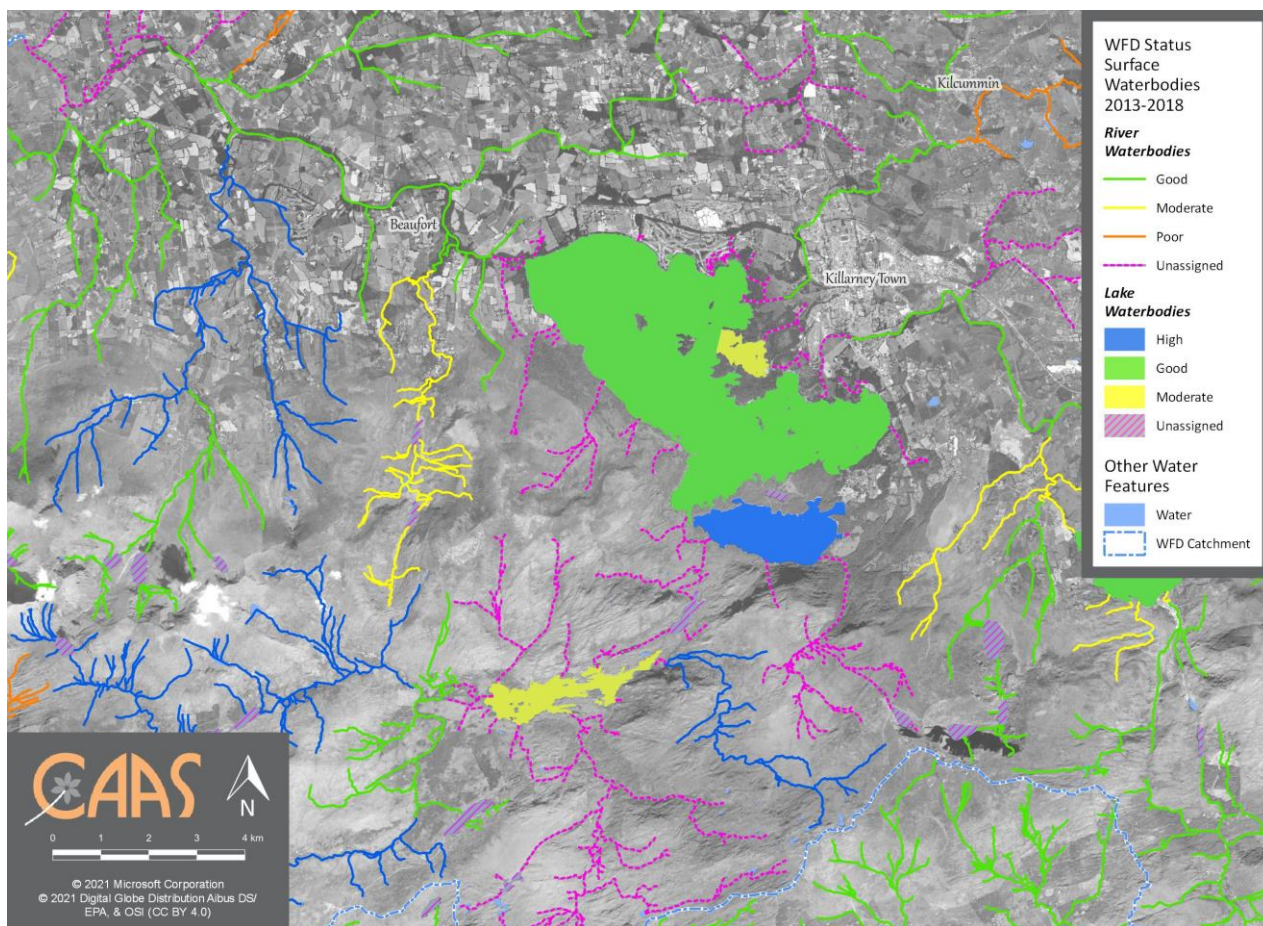 Kilcummin
Beaufort
Killarney Town
WFD Status
Surface
Waterbodies
2013-2018
River
Waterbodies
Good
Moderate
Poor
Unassigned
Lake
Waterbodies
High
Good
Moderate
Unassigned
Other Water
Features
Water
WFD Catchment
CAAS
N
0 1 2 3 4 km
© 2021 Microsoft Corporation
© 2021 Digital Globe Distribution Aibus DS/
EPA, & OSI (CC BY 4.0)